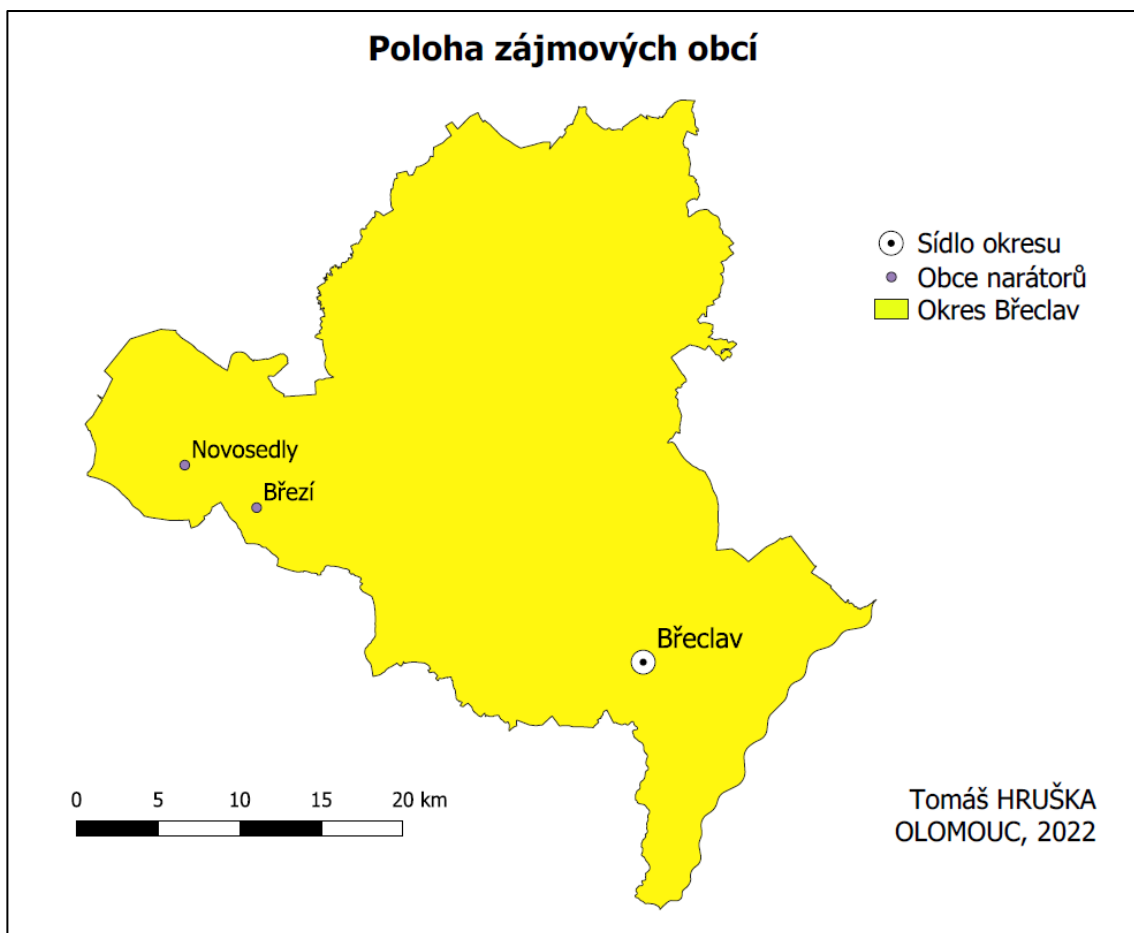 Poloha zájmových obcí
Sídlo okresu
Obce narátorů
Okres Břeclav
Novosedly
Březí
Břeclav
0 5 10 15 20 km
Tomáš HRUŠKA
OLOMOUC, 2022